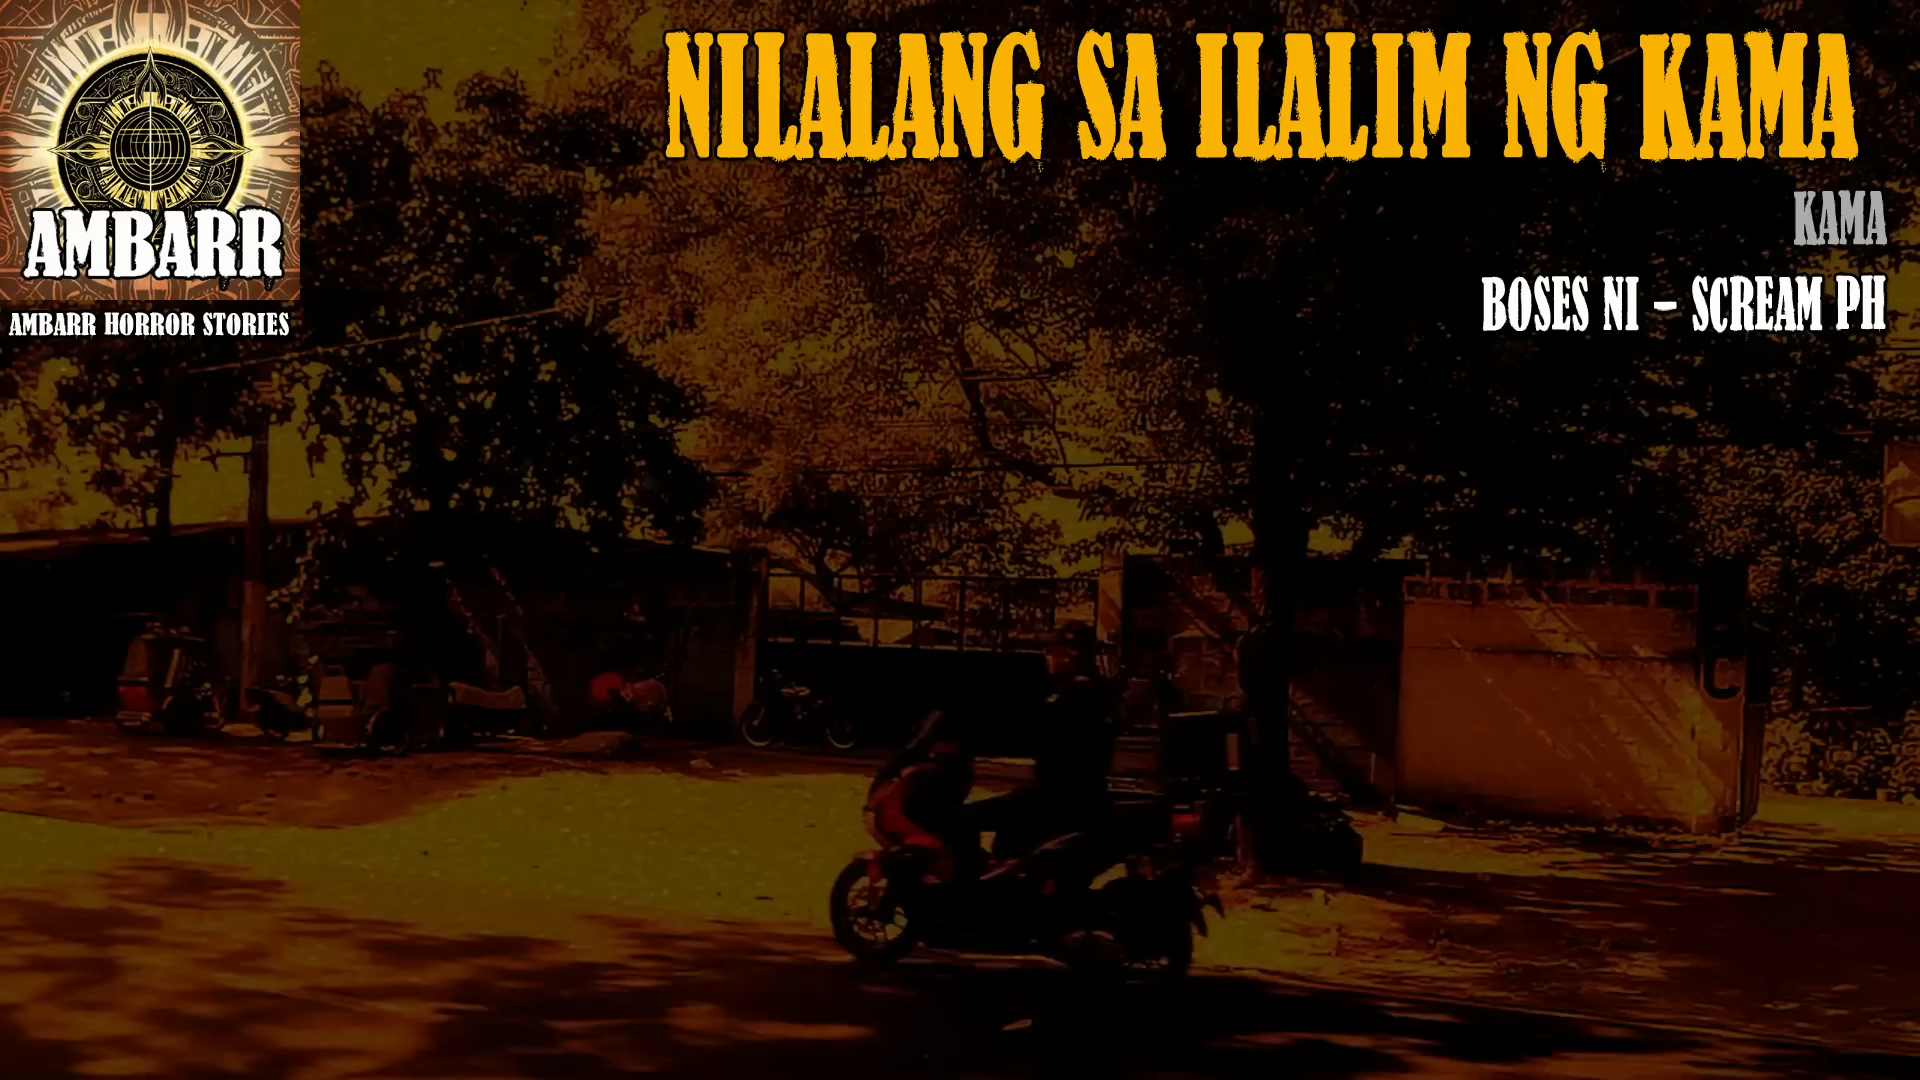 NILALANG SA ILALIM NG KAMA
KAMA
BOSES NI - SCREAM PH
AMBARR
AMBARR HORROR STORIES